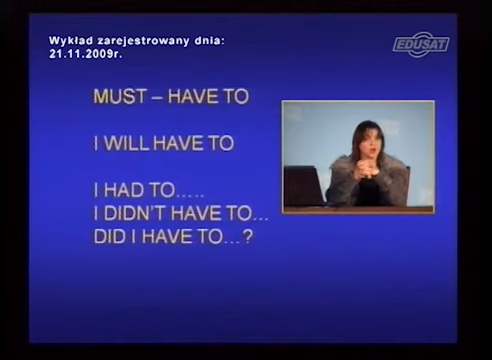 Wykład zarejestrowany dnia:
21.11.2009r.
EDUSAT
MUST – HAVE TO
I WILL HAVE TO
I HAD TO…..
I DIDN'T HAVE TO…
DID I HAVE TO…?